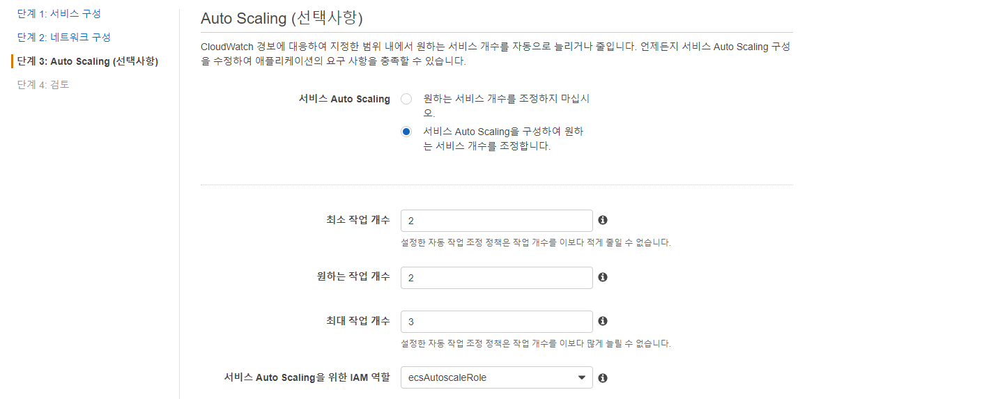 단계 1: 서비스 구성
단계 2: 네트워크 구성
단계 3: Auto Scaling (선택사항)
단계 4: 검토
Auto Scaling (선택사항)
CloudWatch 경보에 대응하여 지정한 범위 내에서 원하는 서비스 개수를 자동으로 늘리거나 줄입니다. 언제든지 서비스 Auto Scaling 구성
을 수정하여 애플리케이션의 요구 사항을 충족할 수 있습니다.
서비스 Auto Scaling
원하는 서비스 개수를 조정하지 마십시
오.
서비스 Auto Scaling을 구성하여 원하
는 서비스 개수를 조정합니다.
최소 작업 개수
2
설정한 자동 작업 조정 정책은 작업 개수를 이보다 적게 줄일 수 없습니다.
원하는 작업 개수
2
최대 작업 개수
3
설정한 자동 작업 조정 정책은 작업 개수를 이보다 많게 늘릴 수 없습니다.
서비스 Auto Scaling을 위한 IAM 역할
ecsAutoscaleRole